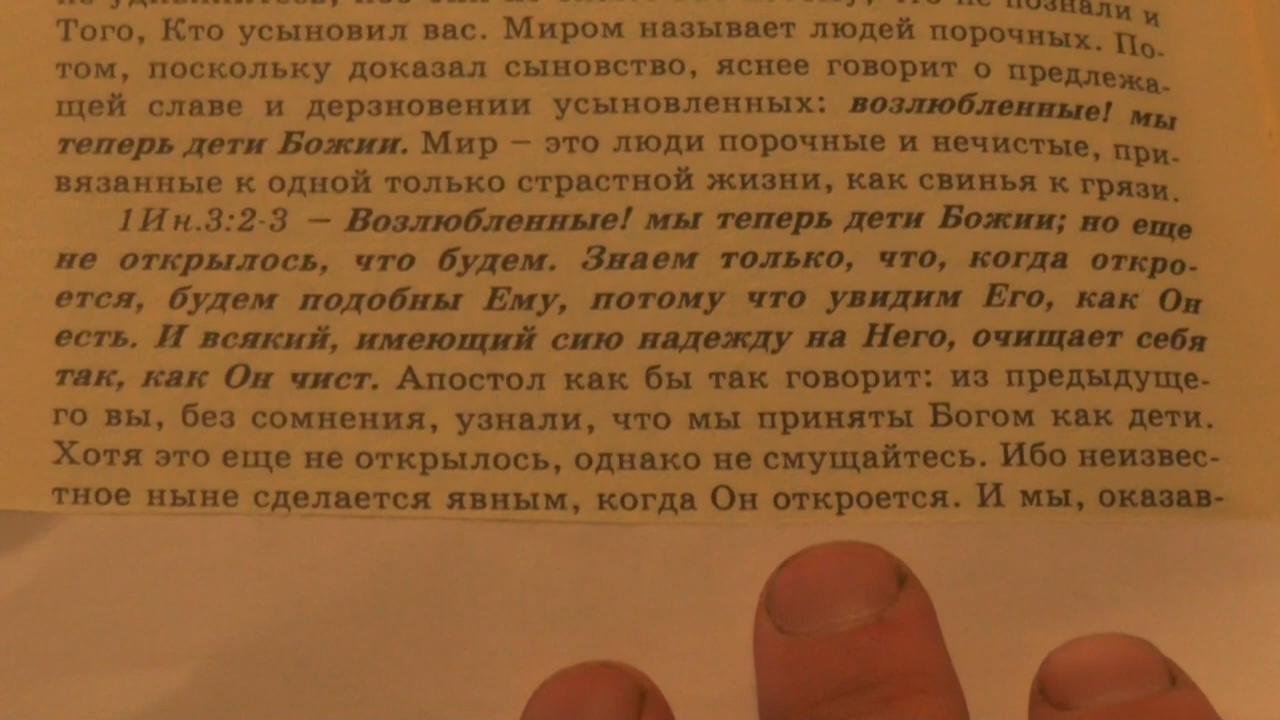 не удивляйтесь, ибо они не познали и
Того, Кто усыновил вас. Миром называет людей порочных. По-
том, поскольку доказал сыновство, яснее говорит о предлежа-
щей славе и дерзновении усыновленных: возлюбленные! мы
теперь дети Божии. Мир – это люди порочные и нечистые, при-
вязанные к одной только страстной жизни, как свинья к грязи.
1Ин.3:2-3 – Возлюбленные! мы теперь дети Божии; но еще
не открылось, что будем. Знаем только, что, когда откро-
ется, будем подобны Ему, потому что увидим Его, как Он
есть. И всякий, имеющий сию надежду на Него, очищает себя
так, как Он чист. Апостол как бы так говорит: из предыдуще-
го вы, без сомнения, узнали, что мы приняты Богом как дети.
Хотя это еще не открылось, однако не смущайтесь. Ибо неизвес-
тное ныне сделается явным, когда Он откроется. И мы, оказав-